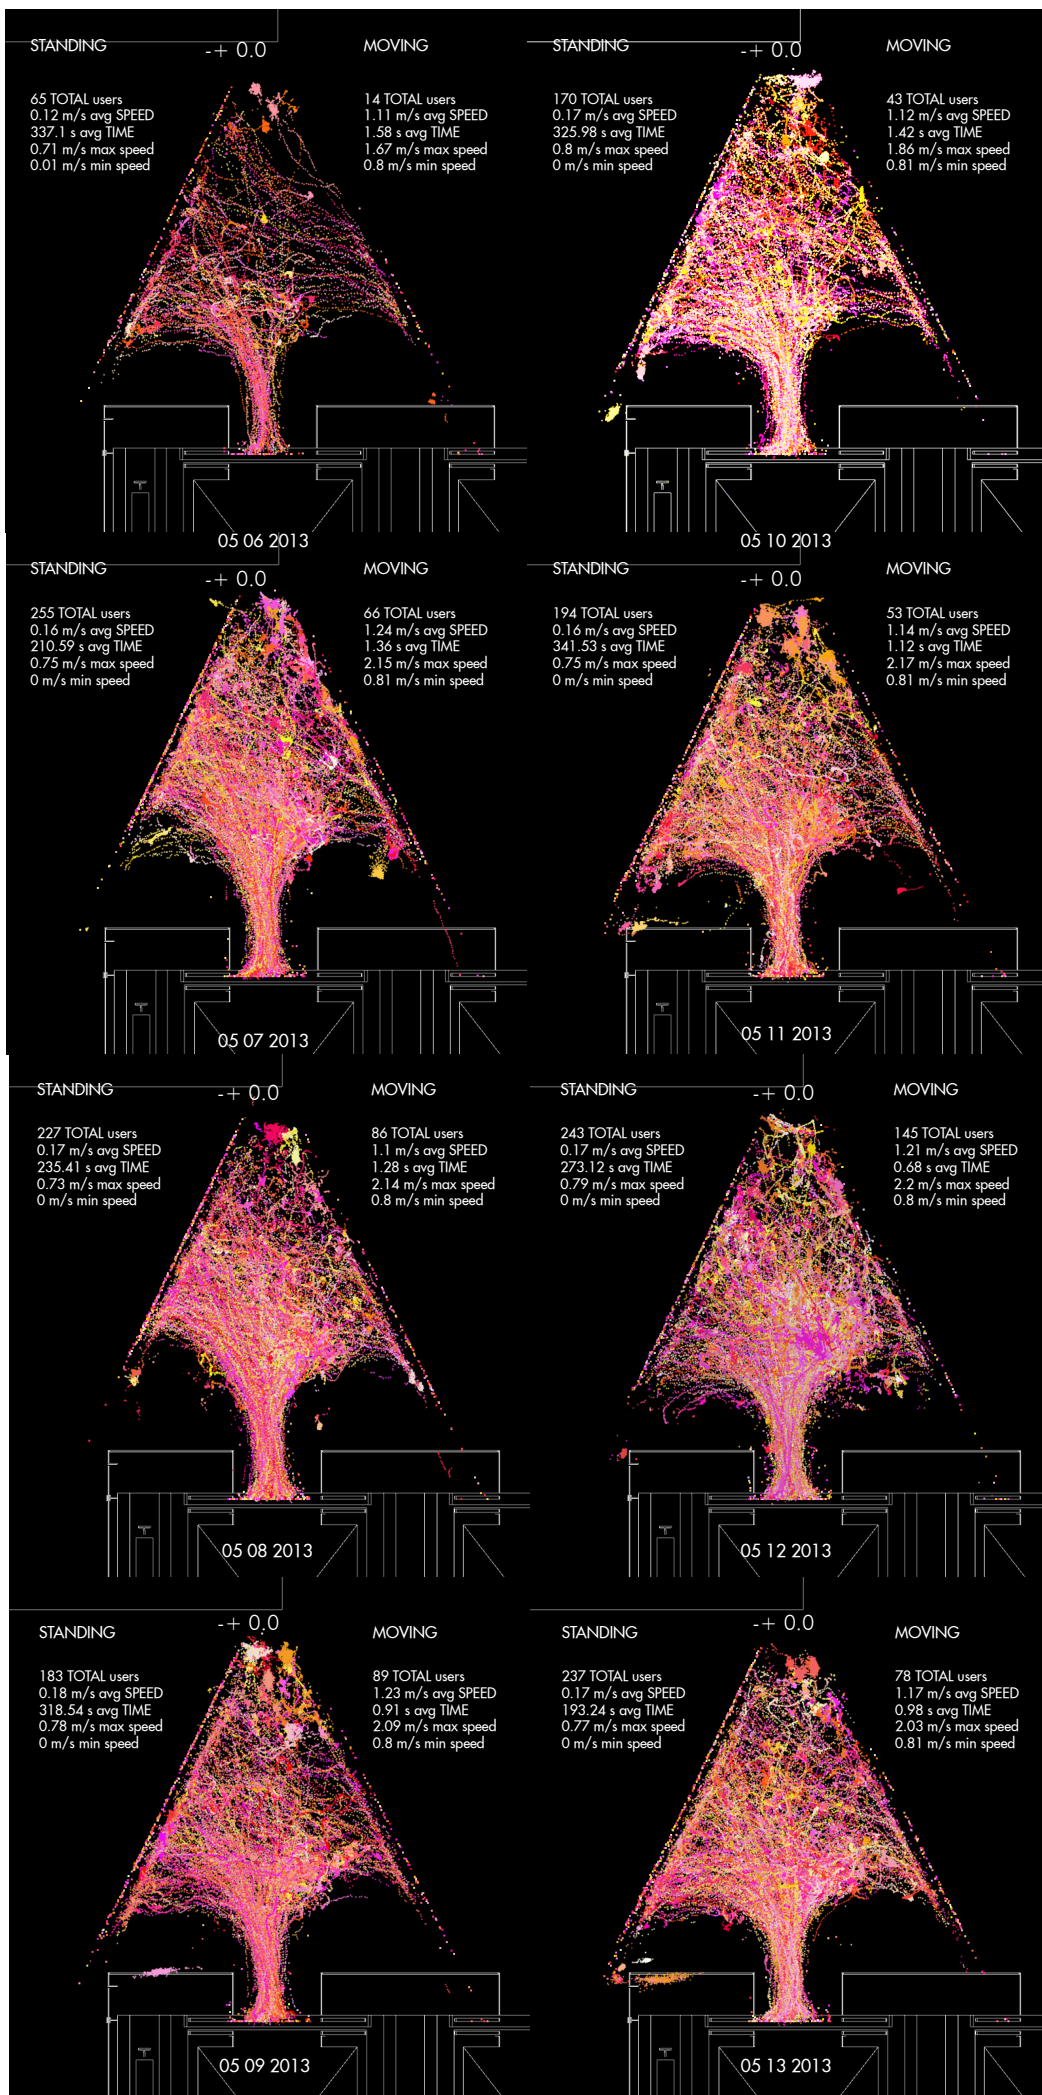 STANDING
-+ 0.0
MOVING
65 TOTAL users
0.12 m/s avg SPEED
337.1 s avg TIME
0.71 m/s max speed
0.01 m/s min speed
14 TOTAL users
1.11 m/s avg SPEED
1.58 s avg TIME
1.67 m/s max speed
0.8 m/s min speed
05 06 2013
STANDING
-+ 0.0
MOVING
170 TOTAL users
0.17 m/s avg SPEED
325.98 s avg TIME
0.8 m/s max speed
0 m/s min speed
43 TOTAL users
1.12 m/s avg SPEED
1.42 s avg TIME
1.86 m/s max speed
0.81 m/s min speed
05 10 2013
STANDING
-+ 0.0
MOVING
255 TOTAL users
0.16 m/s avg SPEED
210.59 s avg TIME
0.75 m/s max speed
0 m/s min speed
66 TOTAL users
1.24 m/s avg SPEED
1.36 s avg TIME
2.15 m/s max speed
0.81 m/s min speed
05 07 2013
STANDING
-+ 0.0
MOVING
194 TOTAL users
0.16 m/s avg SPEED
341.53 s avg TIME
0.75 m/s max speed
0 m/s min speed
53 TOTAL users
1.14 m/s avg SPEED
1.12 s avg TIME
2.17 m/s max speed
0.81 m/s min speed
05 11 2013
STANDING
-+ 0.0
MOVING
227 TOTAL users
0.17 m/s avg SPEED
235.41 s avg TIME
0.73 m/s max speed
0 m/s min speed
86 TOTAL users
1.1 m/s avg SPEED
1.28 s avg TIME
2.14 m/s max speed
0.8 m/s min speed
05 08 2013
STANDING
-+ 0.0
MOVING
243 TOTAL users
0.17 m/s avg SPEED
273.12 s avg TIME
0.79 m/s max speed
0 m/s min speed
145 TOTAL users
1.21 m/s avg SPEED
0.68 s avg TIME
2.2 m/s max speed
0.8 m/s min speed
05 12 2013
STANDING
-+ 0.0
MOVING
183 TOTAL users
0.18 m/s avg SPEED
318.54 s avg TIME
0.78 m/s max speed
0 m/s min speed
89 TOTAL users
1.23 m/s avg SPEED
0.91 s avg TIME
2.09 m/s max speed
0.8 m/s min speed
05 09 2013
STANDING
-+ 0.0
MOVING
237 TOTAL users
0.17 m/s avg SPEED
193.24 s avg TIME
0.77 m/s max speed
0 m/s min speed
78 TOTAL users
1.17 m/s avg SPEED
0.98 s avg TIME
2.03 m/s max speed
0.81 m/s min speed
05 13 2013